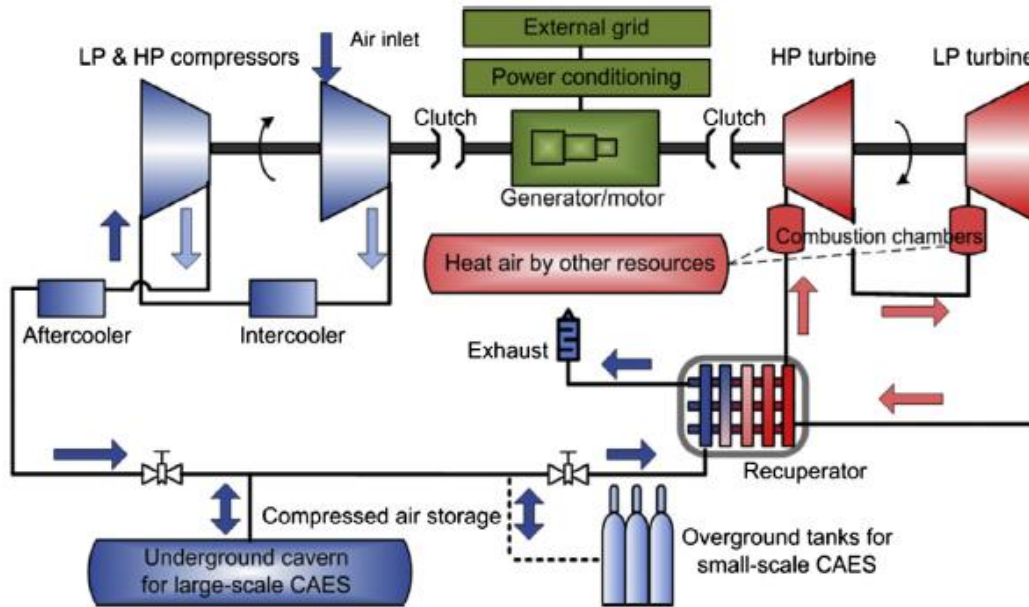 External grid
Air inlet
LP & HP compressors
HP turbine
LP turbine
Power conditioning
Clutch
Clutch
Generator/motor
Combustion chambers
Heat air by other resources
Aftercooler
Intercooler
Exhaust
Recuperator
Compressed air storage
Underground cavern
for large-scale CAES
Overground tanks for
small-scale CAES